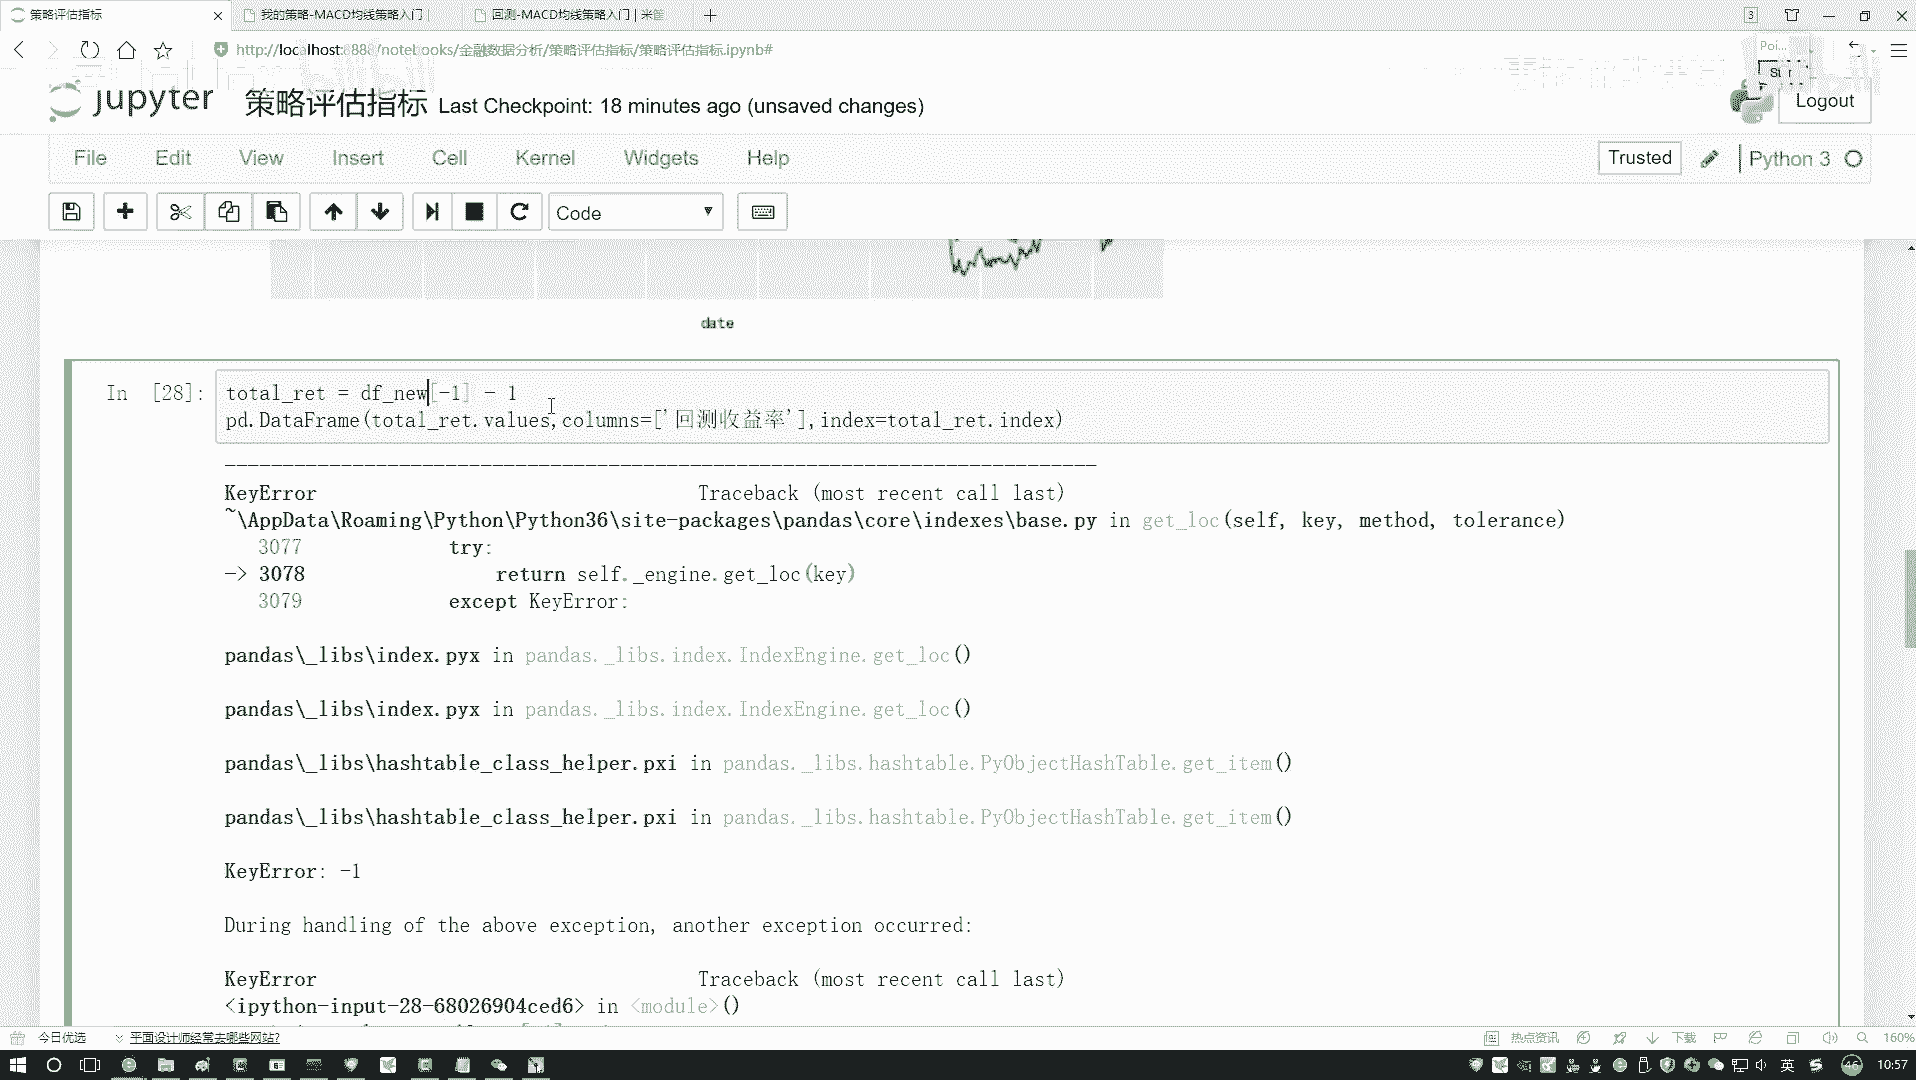 策略评估指标
我的策略-MACD均线策略入门
回测-MACD均线策略入门 | 米筐
3
http://localhost:8888/notebooks/金融数据分析/策略评估指标/策略评估指标.ipynb#
Poi...
jupyter
策略评估指标 Last Checkpoint: 18 minutes ago (unsaved changes)
Logout
File Edit View Insert Cell Kernel Widgets Help
Trusted
Python 3
Code
date
In [28]:
total_ret = df_new[-1] - 1
pd.DataFrame(total_ret.values,columns=['回测收益率'],index=total_ret.index)
---------------------------------------------------------------------------
KeyError Traceback (most recent call last)
~\AppData\Roaming\Python\Python36\site-packages\pandas\core\indexes\base.py in get_loc(self, key, method, tolerance)
3077 try:
-> 3078 return self._engine.get_loc(key)
3079 except KeyError:
pandas\_libs\index.pyx in pandas._libs.index.IndexEngine.get_loc()
pandas\_libs\index.pyx in pandas._libs.index.IndexEngine.get_loc()
pandas\_libs\hashtable_class_helper.pxi in pandas._libs.hashtable.PyObjectHashTable.get_item()
pandas\_libs\hashtable_class_helper.pxi in pandas._libs.hashtable.PyObjectHashTable.get_item()
KeyError: -1
During handling of the above exception, another exception occurred:
KeyError Traceback (most recent call last)
<ipython-input-28-68026904ced6> in <module>()
今日优选
平面设计师经常去哪些网站?
热点资讯
下载
160%
英
46
10:57